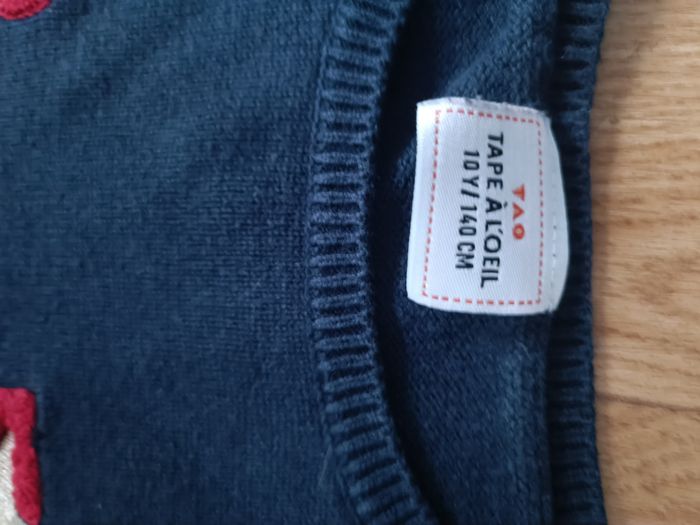 TAO
TAPE À L'OEIL
10 Y/ 140 CM